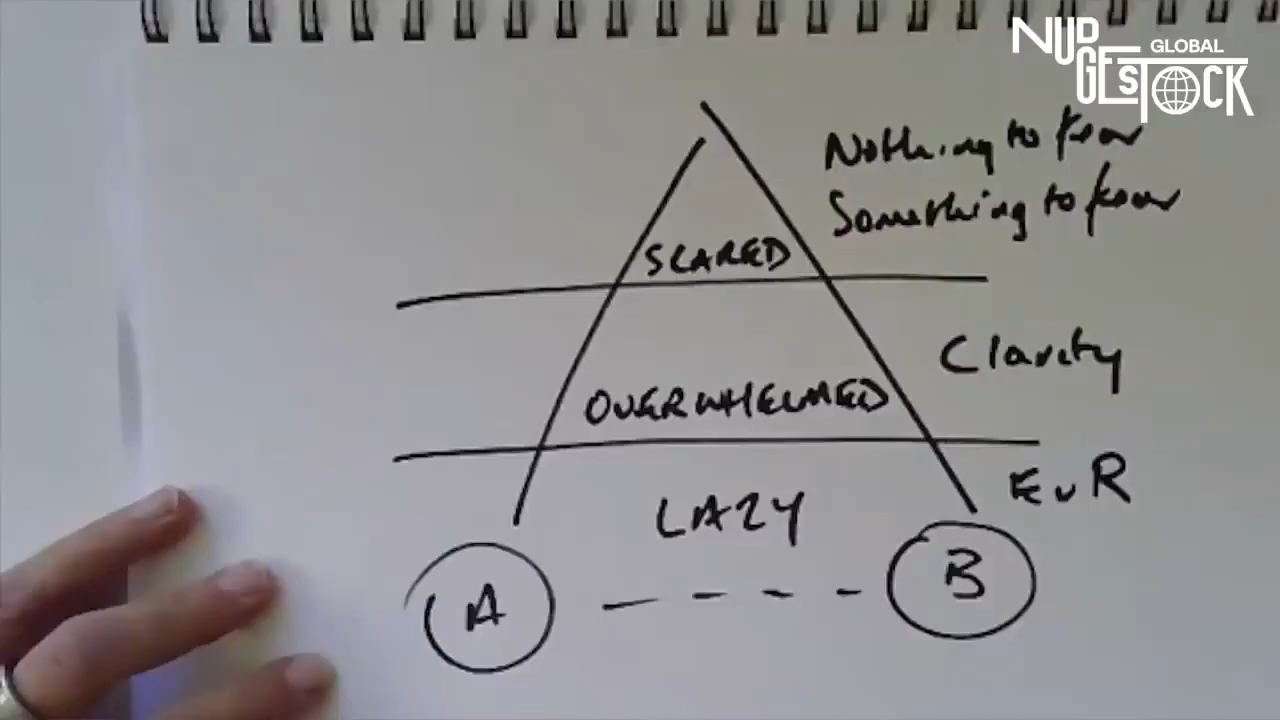 NUDGESTOCK
GLOBAL
Nothing to fear
Something to fear
SCARED
Clarity
OVERWHELMED
EvR
LAZY
A
B